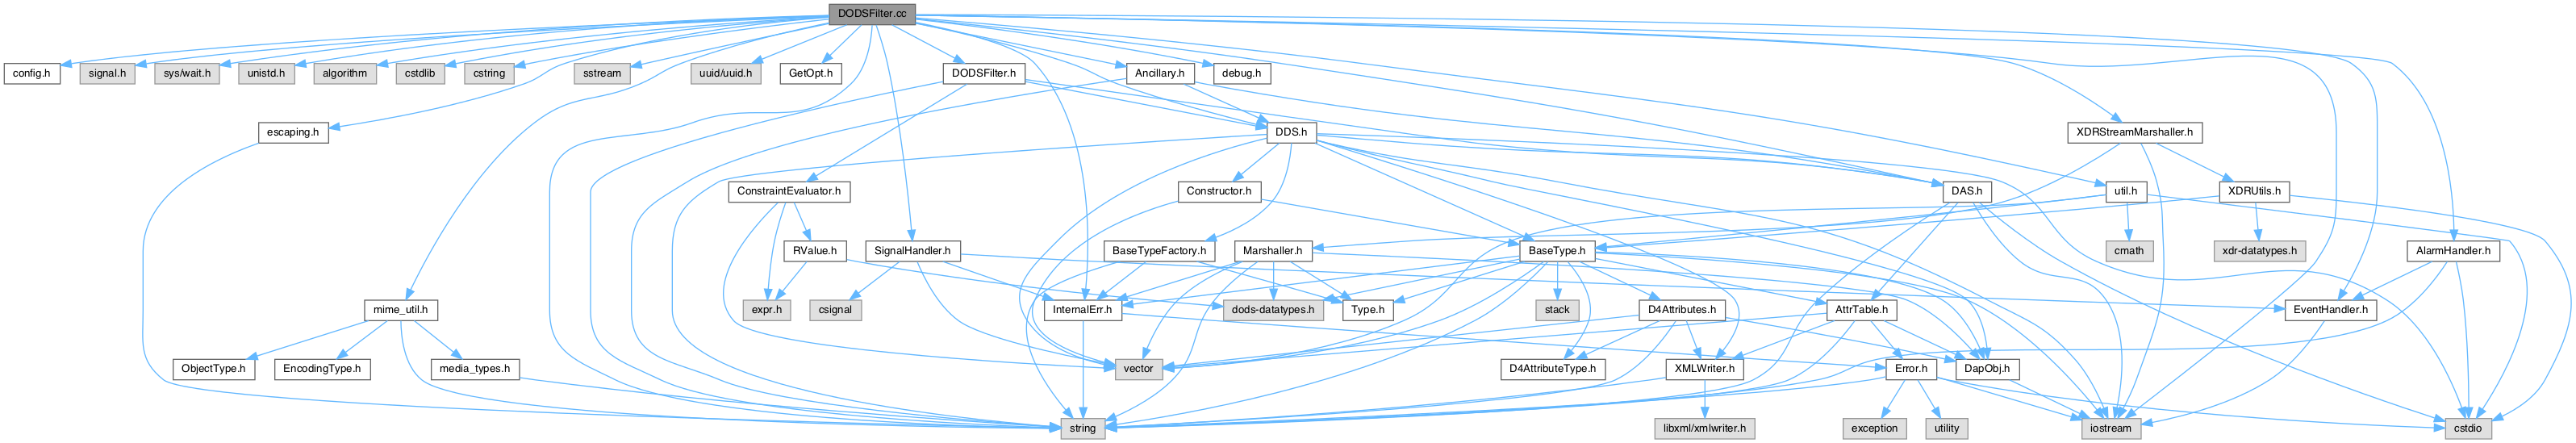 DODSFilter.cc
config.h
signal.h
sys/wait.h
unistd.h
algorithm
cstdlib
cstring
sstream
uuid/uuid.h
GetOpt.h
DODSFilter.h
Ancillary.h
debug.h
escaping.h
DDS.h
XDRStreamMarshaller.h
ConstraintEvaluator.h
Constructor.h
DAS.h
util.h
XDRUtils.h
RValue.h
SignalHandler.h
BaseTypeFactory.h
Marshaller.h
BaseType.h
cmath
xdr-datatypes.h
AlarmHandler.h
mime_util.h
expr.h
csignal
InternalErr.h
dods-datatypes.h
Type.h
stack
D4Attributes.h
AttrTable.h
EventHandler.h
ObjectType.h
EncodingType.h
media_types.h
vector
D4AttributeType.h
XMLWriter.h
Error.h
DapObj.h
string
libxml/xmlwriter.h
exception
utility
iostream
cstdio